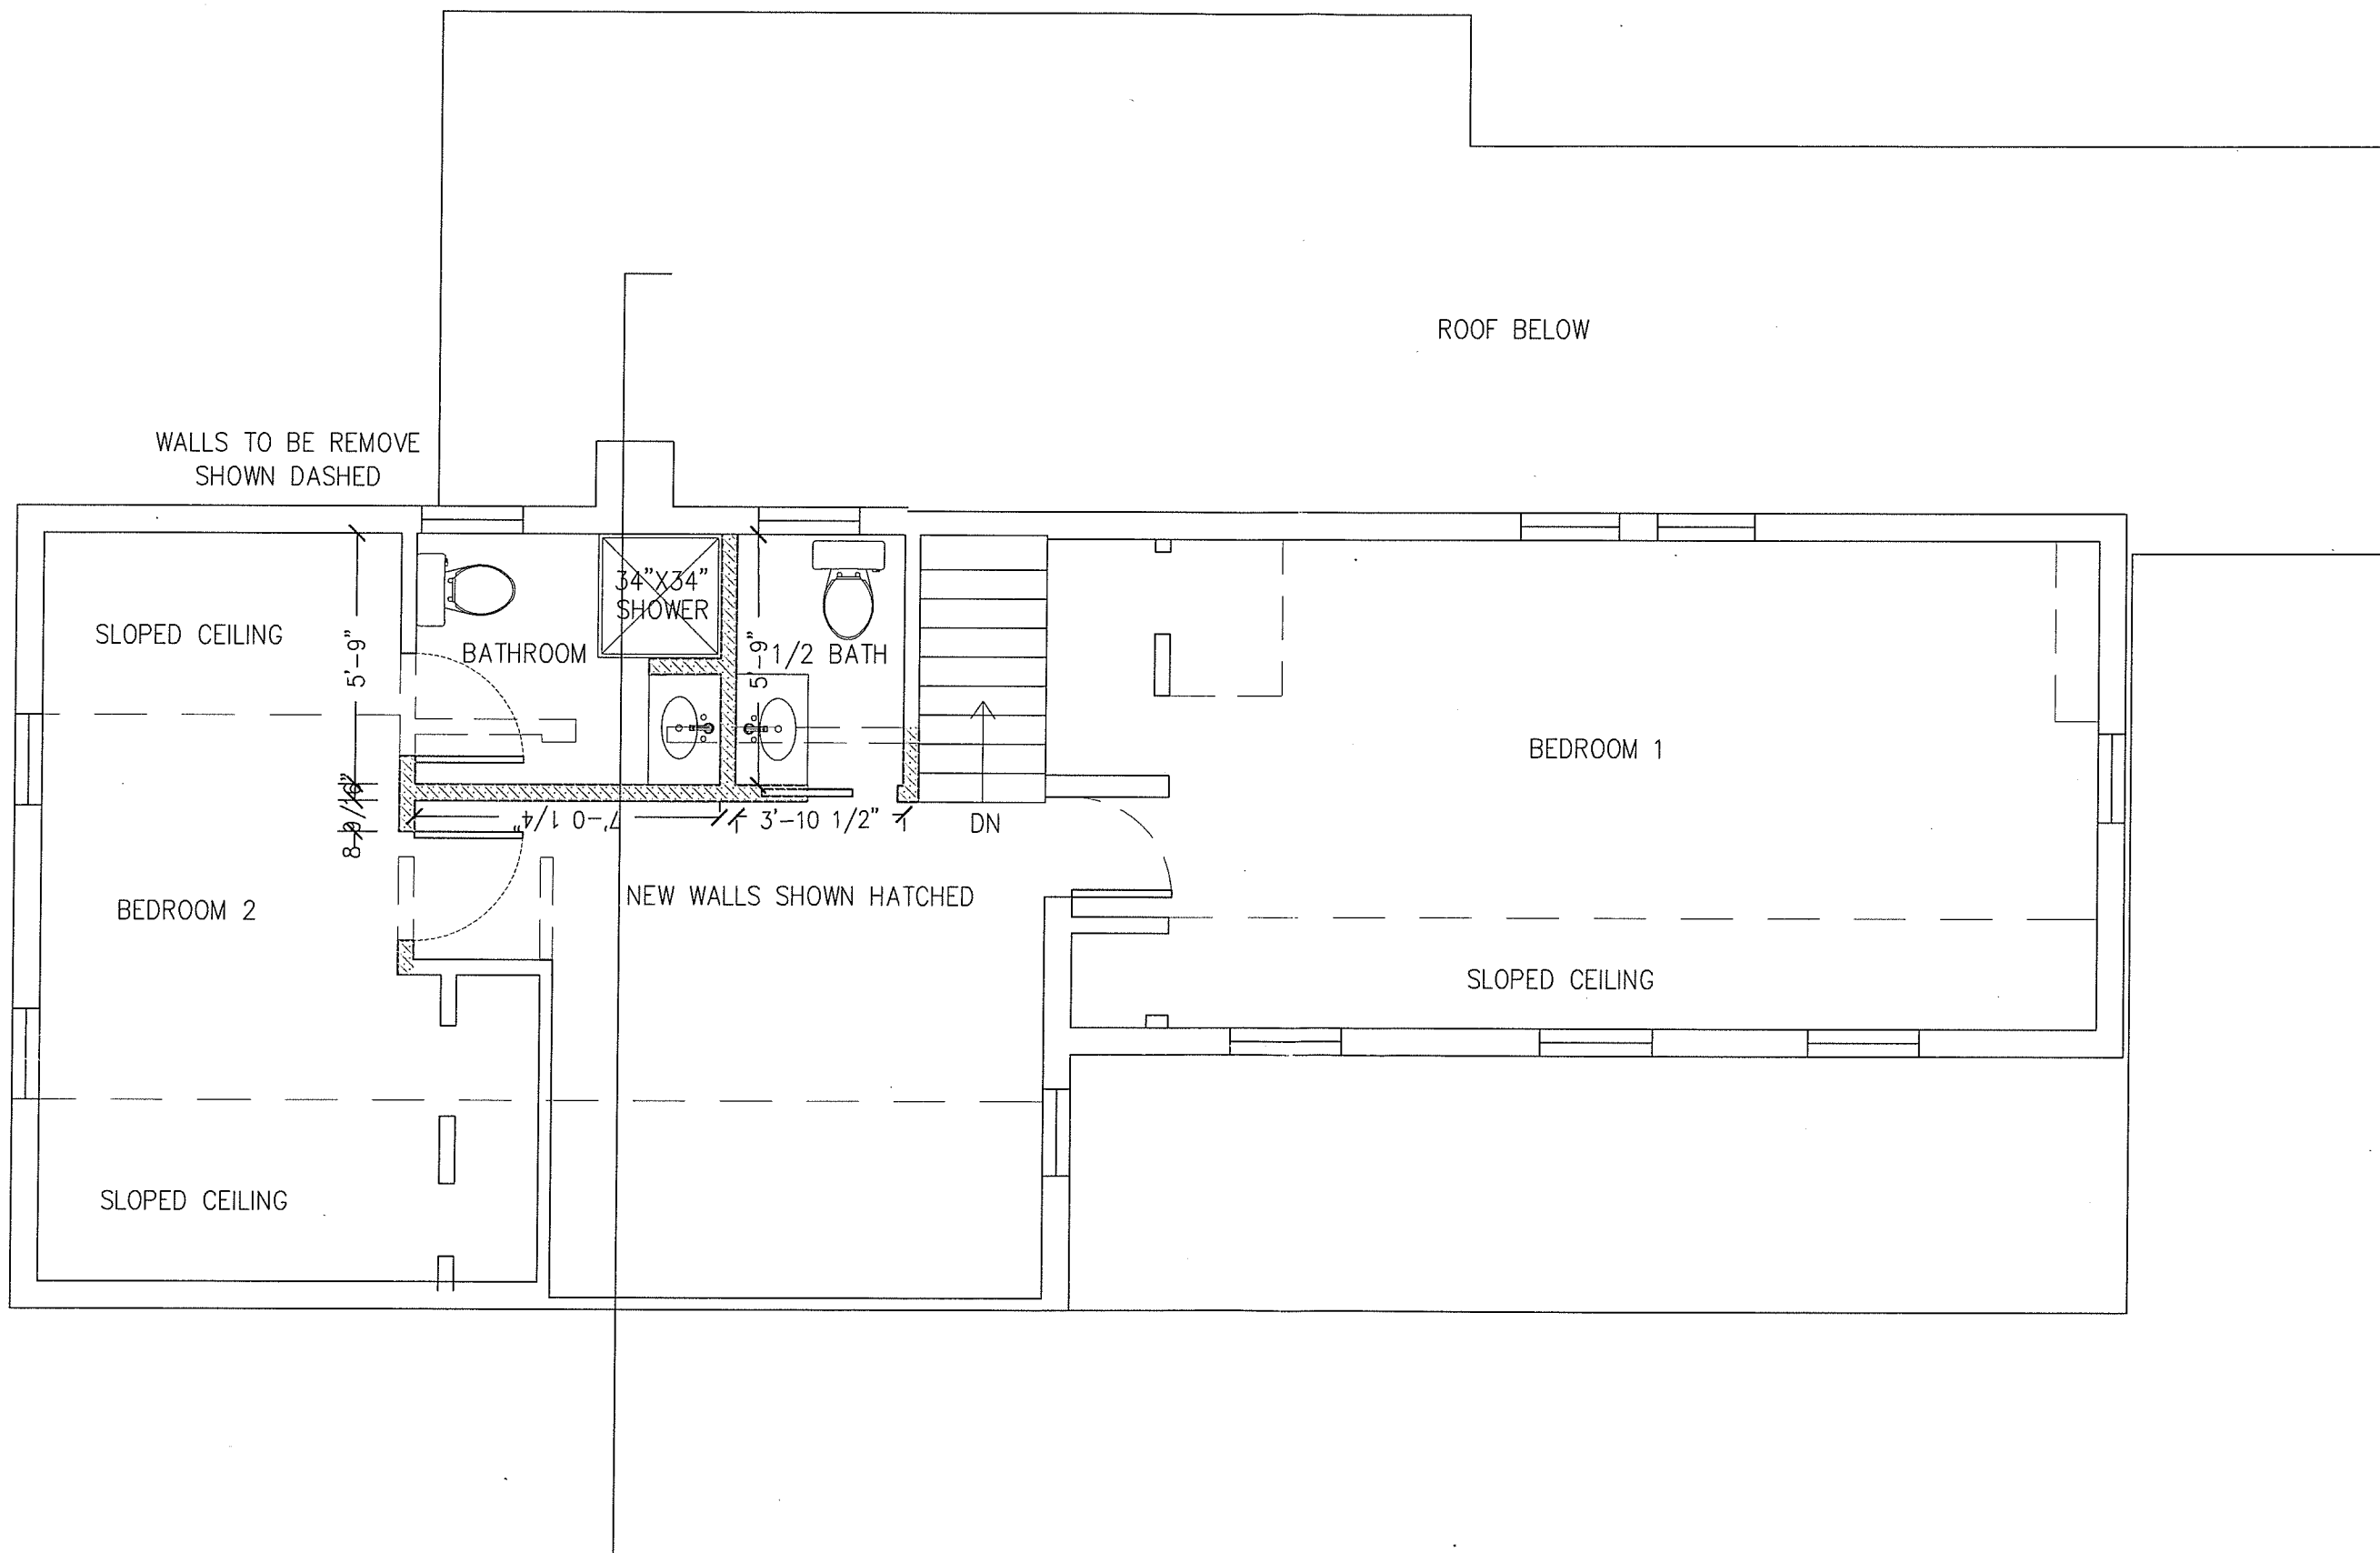 ROOF BELOW
WALLS TO BE REMOVE
SHOWN DASHED
34"X34"
SHOWER
SLOPED CEILING
5'-9"
BATHROOM
5'-9"
1/2 BATH
BEDROOM 1
7'-0 1/4"
3'-10 1/2"
DN
NEW WALLS SHOWN HATCHED
BEDROOM 2
SLOPED CEILING
SLOPED CEILING